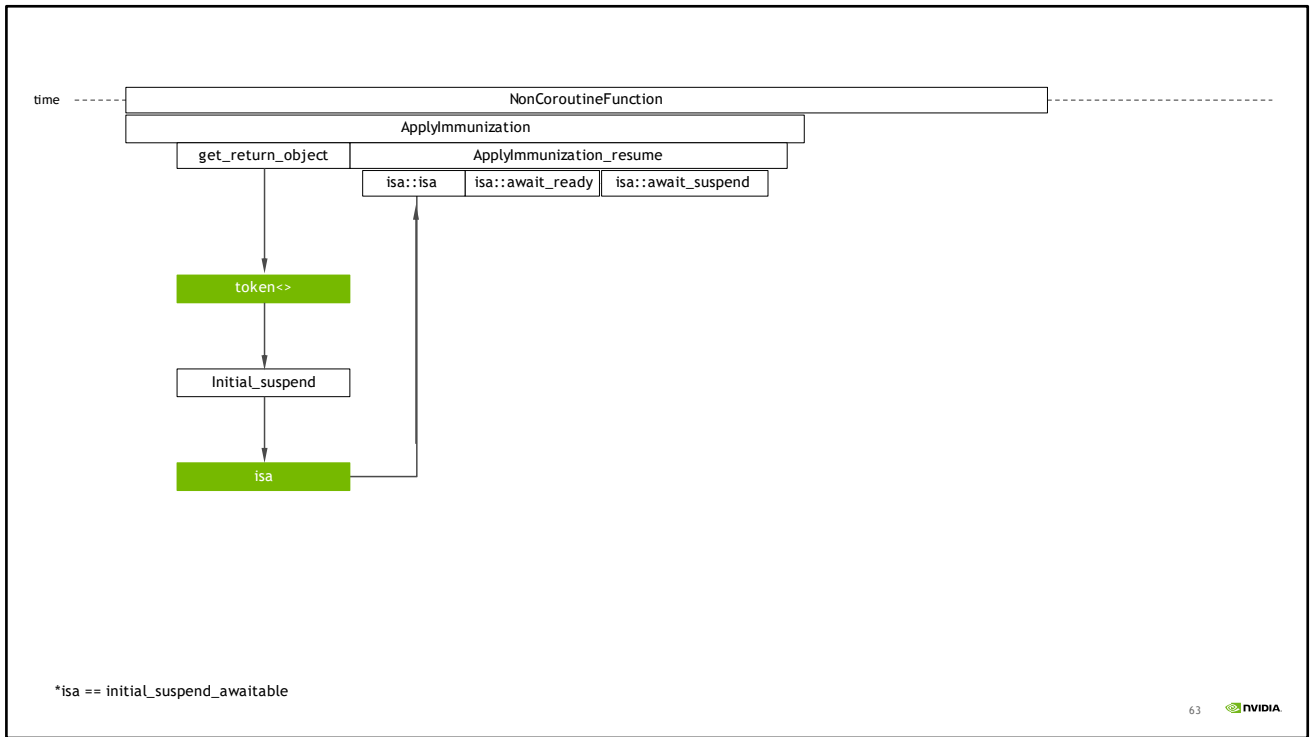 time
NonCoroutineFunction
ApplyImmunization
get_return_object
ApplyImmunization_resume
isa::isa
isa::await_ready
isa::await_suspend
token<>
Initial_suspend
isa
*isa == initial_suspend_awaitable
63
NVIDIA.